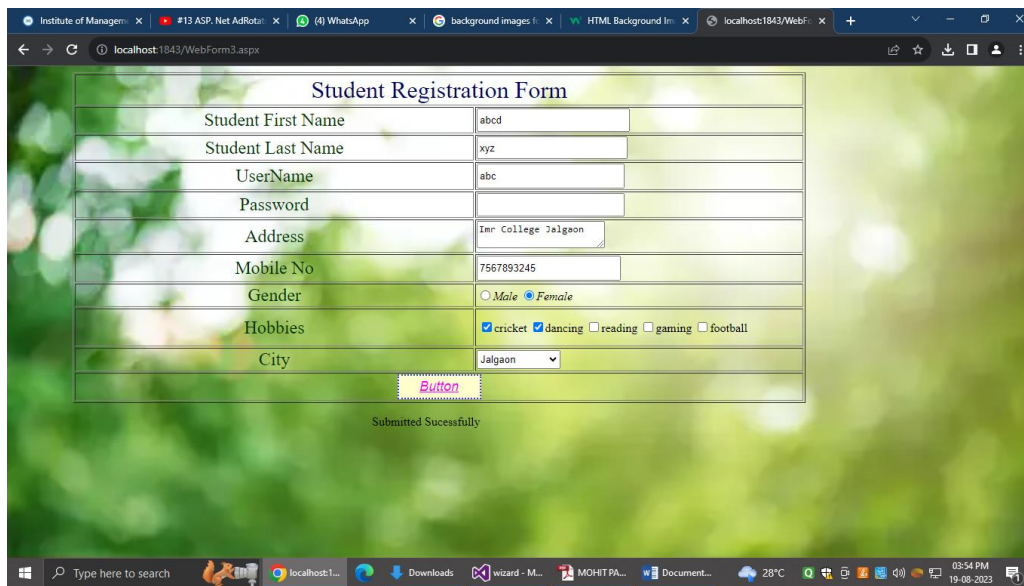 Institute of Managem
#13 ASP. Net AdRotat
(4) WhatsApp
background images f
HTML Background Im
localhost:1843/WebFo
localhost:1843/WebForm3.aspx
Student Registration Form
Student First Name abcd
Student Last Name xyz
UserName abc
Password
Address Imr College Jalgaon
Mobile No 7567893245
Gender Male Female
Hobbies cricket dancing reading gaming football
City Jalgaon
Button
Submitted Sucessfully
Type here to search
localhost:1...
Downloads
wizard - M...
MOHIT PA...
Document...
28°C
03:54 PM
19-08-2023